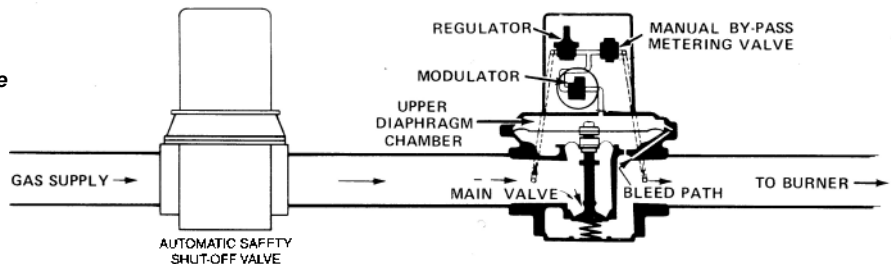 REGULATOR
MANUAL BY-PASS
METERING VALVE
e
MODULATOR
UPPER
DIAPHRAGM
CHAMBER
GAS SUPPLY
MAIN VALVE
BLEED PATH
TO BURNER
AUTOMATIC SAFETY
SHUT-OFF VALVE